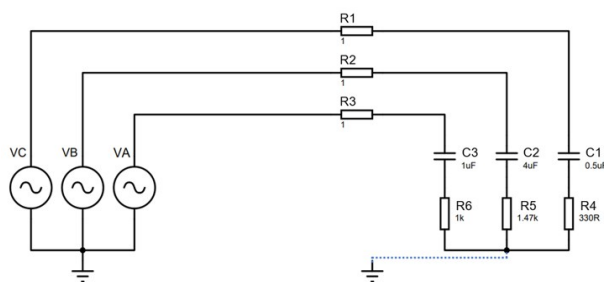 R1
1
R2
1
R3
1
VC
VB
VA
C3
1uF
C2
4uF
C1
0.5uF
R6
1k
R5
1.47k
R4
330R